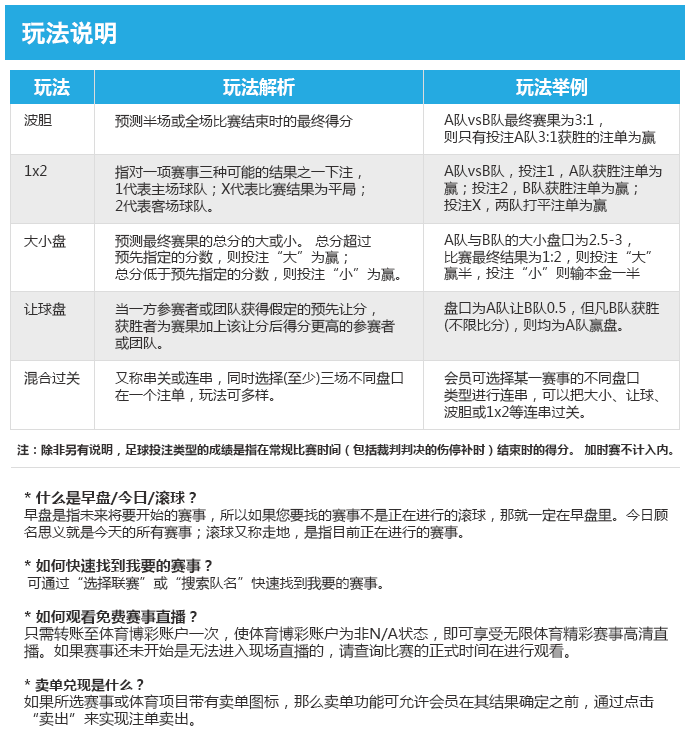 玩法说明
玩法 玩法解析 玩法举例
波胆 预测半场或全场比赛结束时的最终得分 A队vsB队最终赛果为3:1，
则只有投注A队3:1获胜的注单为赢
1x2 指对一项赛事三种可能的结果之一下注， A队vsB队，投注1，A队获胜注单为
1代表主场球队；X代表比赛结果为平局； 赢；投注2，B队获胜注单为赢；
2代表客场球队。 投注X，两队打平注单为赢
大小盘 预测最终赛果的总分的大或小。 总分超过 A队与B队的大小盘口为2.5-3，
预先指定的分数，则投注“大”为赢； 比赛最终结果为1:2，则投注“大”
总分低于预先指定的分数，则投注“小”为赢。 赢半，投注“小”则输本金一半
让球盘 当一方参赛者或团队获得假定的预先让分， 盘口为A队让B队0.5，但凡B队获胜
获胜者为赛果加上该让分后得分更高的参赛者 (不限比分)，则均为A队赢盘。
或团队。
混合过关 又称串关或连串，同时选择(至少)三场不同盘口 会员可选择某一赛事的不同盘口
在一个注单，玩法可多样。 类型进行连串，可以把大小、让球、
波胆或1x2等连串过关。
注：除非另有说明，足球投注类型的成绩是指在常规比赛时间（包括裁判判决的伤停补时）结束时的得分。 加时赛不计入内。
* 什么是早盘/今日/滚球？
早盘是指未来将要开始的赛事，所以如果您要找的赛事不是正在进行的滚球，那就一定在早盘里。今日顾
名思义就是今天的所有赛事；滚球又称走地，是指目前正在进行的赛事。
* 如何快速找到我要的赛事？
可通过“选择联赛”或“搜索队名”快速找到我要的赛事。
* 如何观看免费赛事直播？
只需转账至体育博彩账户一次，使体育博彩账户为非N/A状态，即可享受无限体育精彩赛事高清直
播。如果赛事还未开始是无法进入现场直播的，请查询比赛的正式时间在进行观看。
* 卖单兑现是什么？
如果所选赛事或体育项目带有卖单图标，那么卖单功能可允许会员在其结果确定之前，通过点击
“卖出”来实现注单卖出。